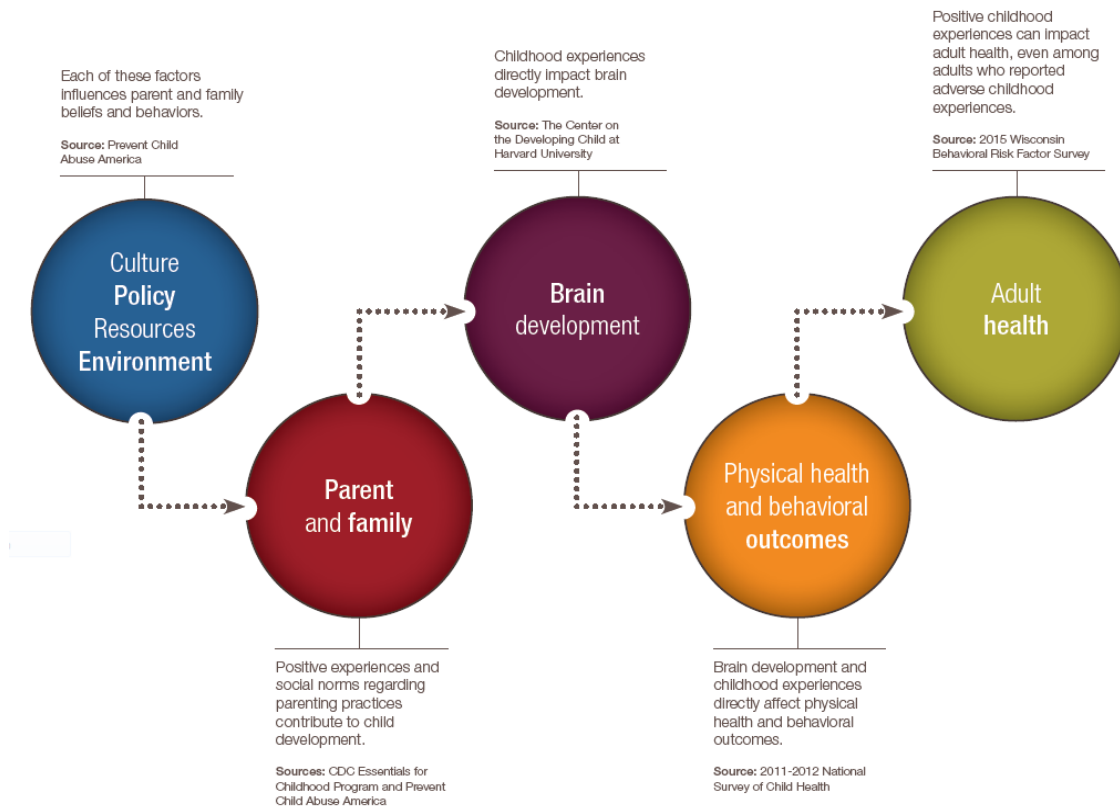 Each of these factors
influences parent and family
beliefs and behaviors.
Source: Prevent Child
Abuse America
Culture
Policy
Resources
Environment
Parent
and family
Positive experiences and
social norms regarding
parenting practices
contribute to child
development.
Sources: CDC Essentials for
Childhood Program and Prevent
Child Abuse America
Childhood experiences
directly impact brain
development.
Source: The Center on
the Developing Child at
Harvard University
Brain
development
Physical health
and behavioral
outcomes
Brain development and
childhood experiences
directly affect physical
health and behavioral
outcomes.
Source: 2011-2012 National
Survey of Child Health
Positive childhood
experiences can impact
adult health, even among
adults who reported
adverse childhood
experiences.
Source: 2015 Wisconsin
Behavioral Risk Factor Survey
Adult
health